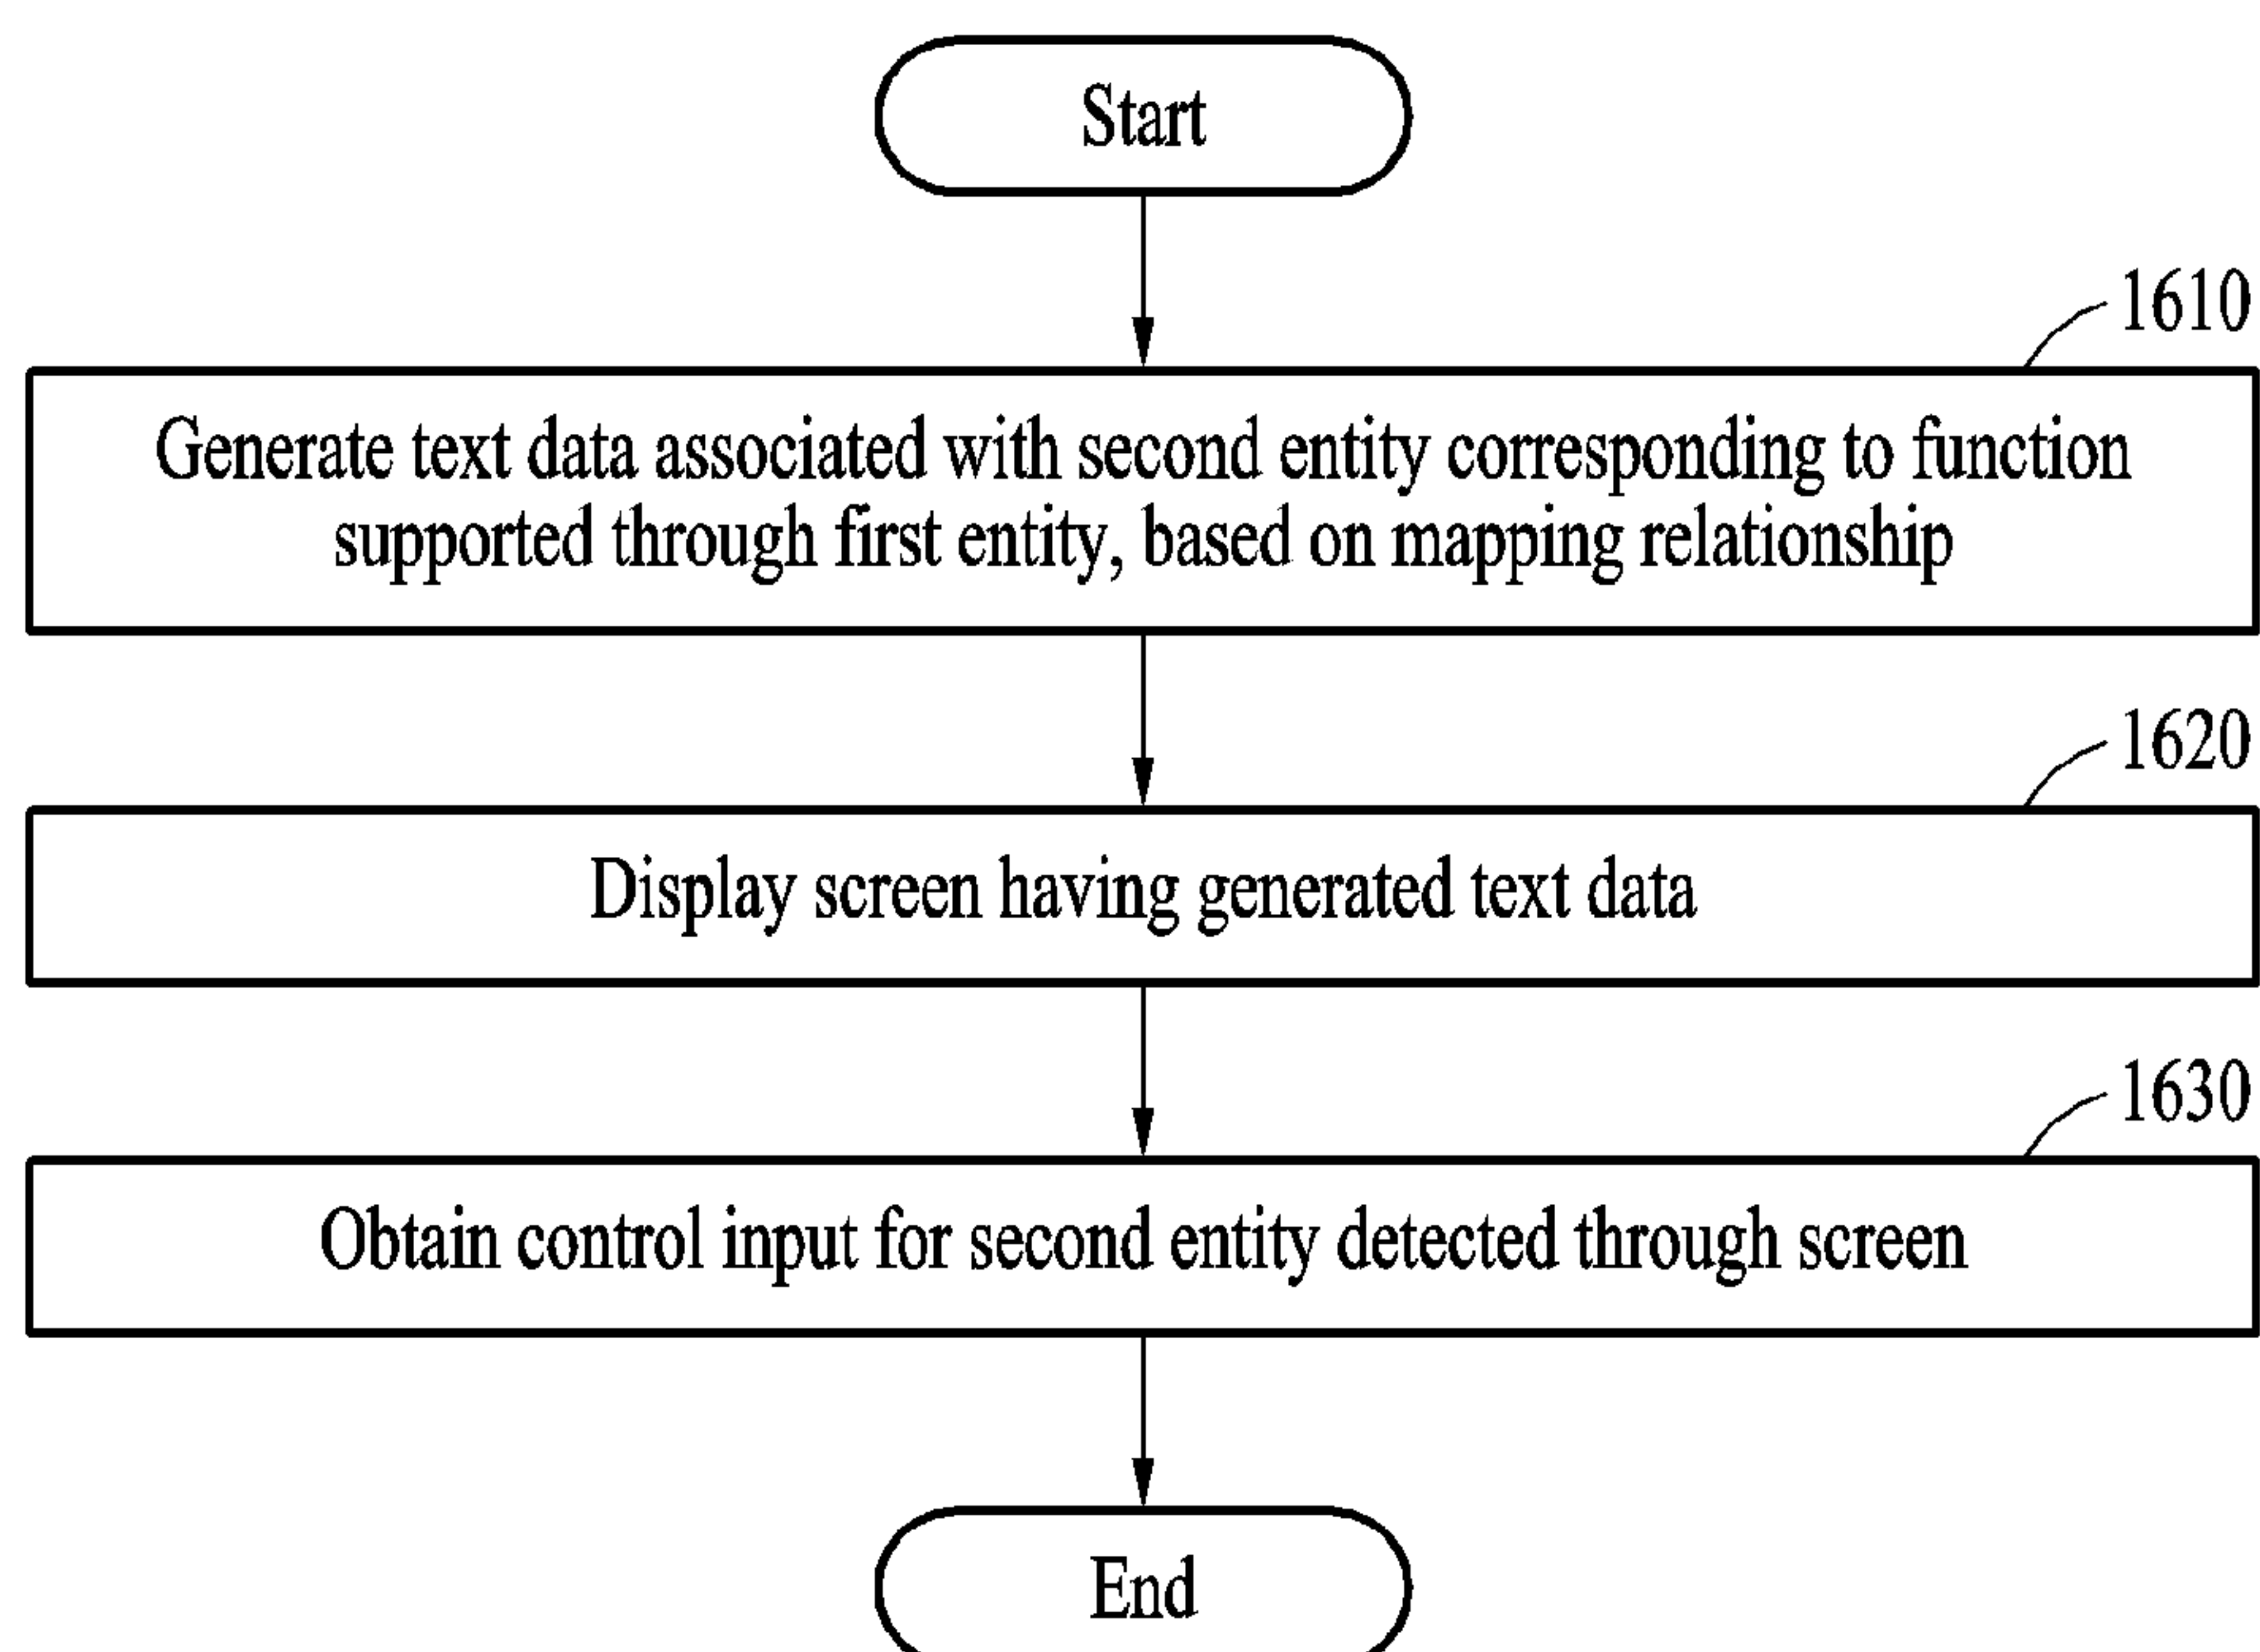 Start
1610
Generate text data associated with second entity corresponding to function
supported through first entity, based on mapping relationship
1620
Display screen having generated text data
1630
Obtain control input for second entity detected through screen
End